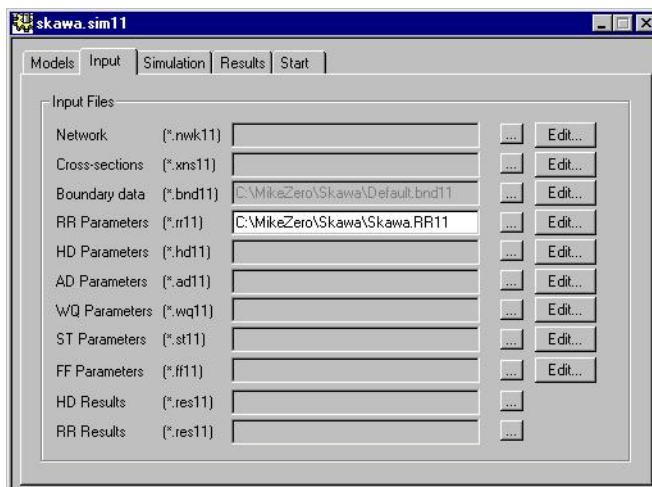 skawa.sim11
Models Input Simulation Results Start
Input Files
Network (*.nwk11) ... Edit...
Cross-sections (*.xns11) ... Edit...
Boundary data (*.bnd11) C:\MikeZero\Skawa\Default.bnd11 ... Edit...
RR Parameters (*.rr11) C:\MikeZero\Skawa\Skawa.RR11 ... Edit...
HD Parameters (*.hd11) ... Edit...
AD Parameters (*.ad11) ... Edit...
WQ Parameters (*.wq11) ... Edit...
ST Parameters (*.st11) ... Edit...
FF Parameters (*.ff11) ... Edit...
HD Results (*.res11) ...
RR Results (*.res11) ...